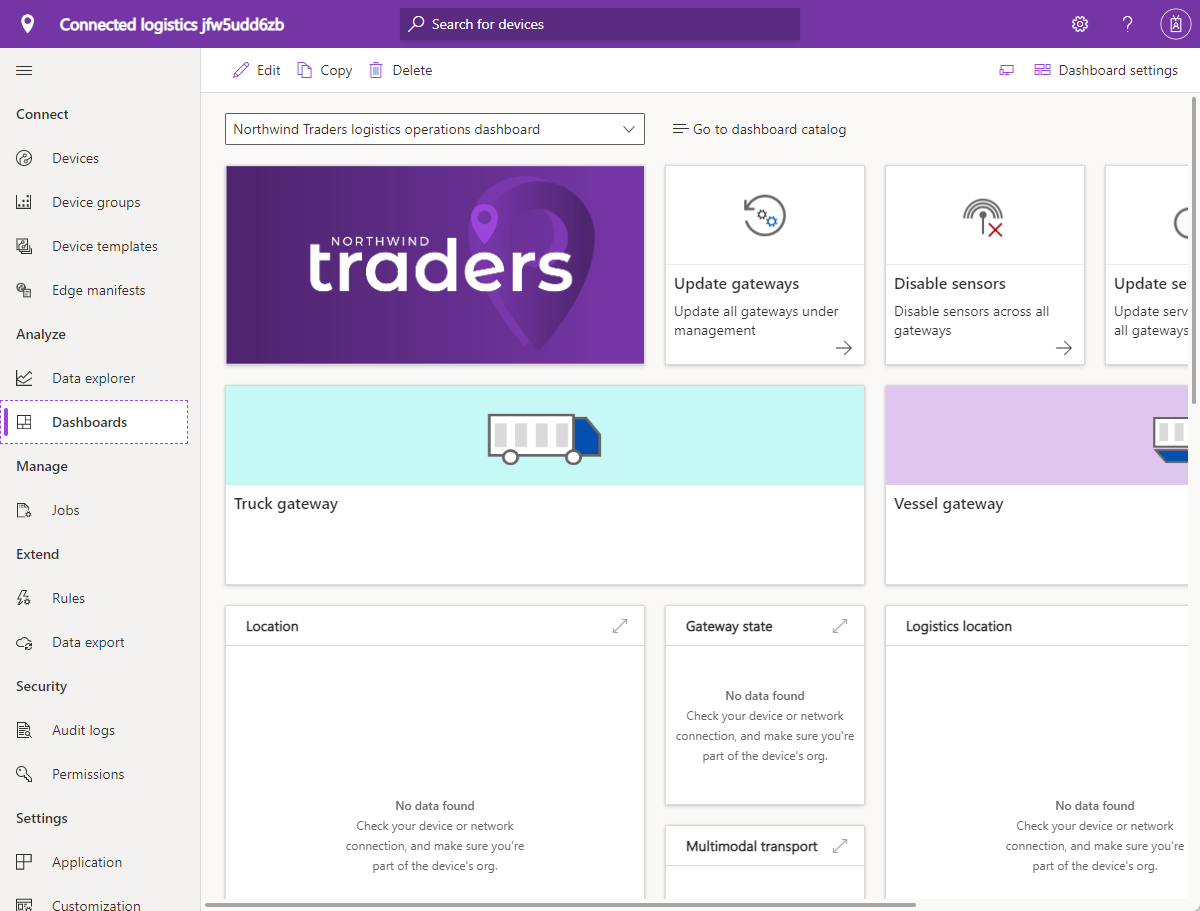 Connected logistics jfw5udd6zb
Search for devices
?
Edit
Copy
Delete
Dashboard settings
Connect
Devices
Device groups
Device templates
Edge manifests
Analyze
Data explorer
Dashboards
Manage
Jobs
Extend
Rules
Data export
Security
Audit logs
Permissions
Settings
Application
Customization
Northwind Traders logistics operations dashboard
Go to dashboard catalog
NORTHWIND
traders
Update gateways
Update all gateways under
management
Disable sensors
Disable sensors across all
gateways
Update se
Update serv
all gateways
Truck gateway
Vessel gateway
Location
No data found
Check your device or network
connection, and make sure you're
part of the device's org.
Gateway state
No data found
Check your device or network
connection, and make sure you're
part of the device's org.
Multimodal transport
Logistics location
No data found
Check your device or network
connection, and make sure you're
part of the device's org.